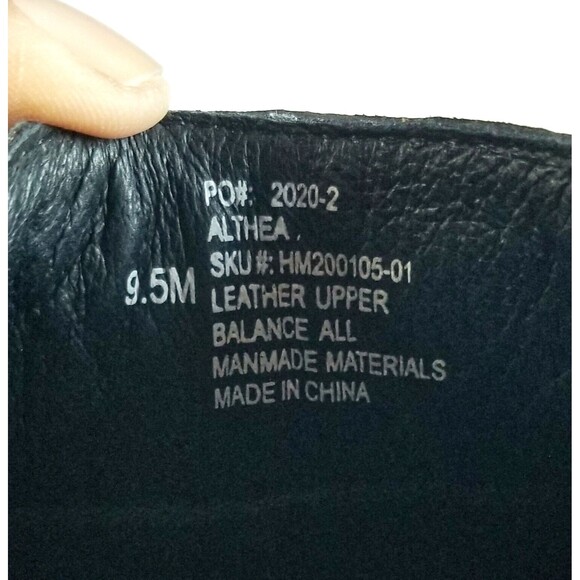 PO#: 2020-2
ALTHEA.
SKU #: HM200105-01
9.5M
LEATHER UPPER
BALANCE ALL
MANMADE MATERIALS
MADE IN CHINA